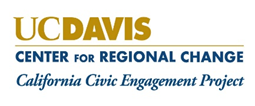 UCDAVIS
CENTER FOR REGIONAL CHANGE
California Civic Engagement Project